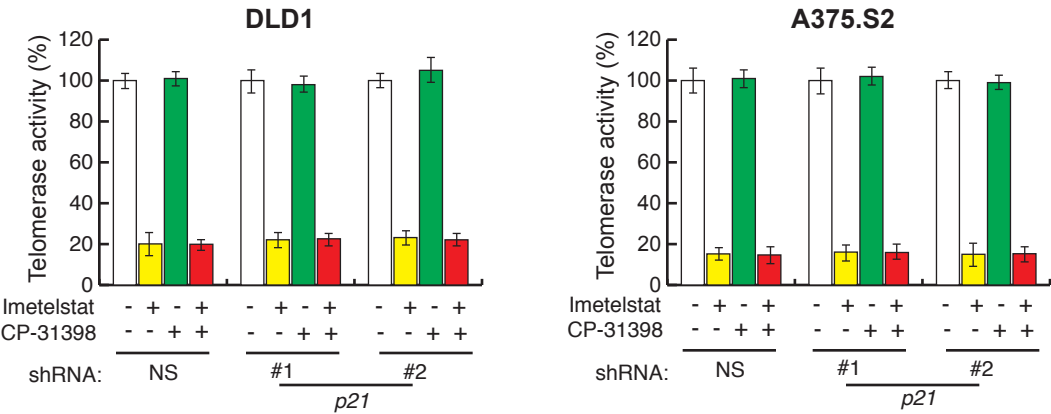 DLD1
Telomerase activity (%)
120
100
80
60
40
20
0
Imetelstat - + - + - + - + - + - +
CP-31398 - - + + - - + + - - + +
shRNA: NS #1 #2
p21
A375.S2
Telomerase activity (%)
120
100
80
60
40
20
0
Imetelstat - + - + - + - + - + - +
CP-31398 - - + + - - + + - - + +
shRNA: NS #1 #2
p21